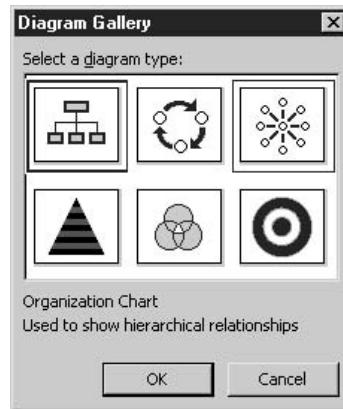 Diagram Gallery
Select a diagram type:
Organization Chart
Used to show hierarchical relationships
OK
Cancel